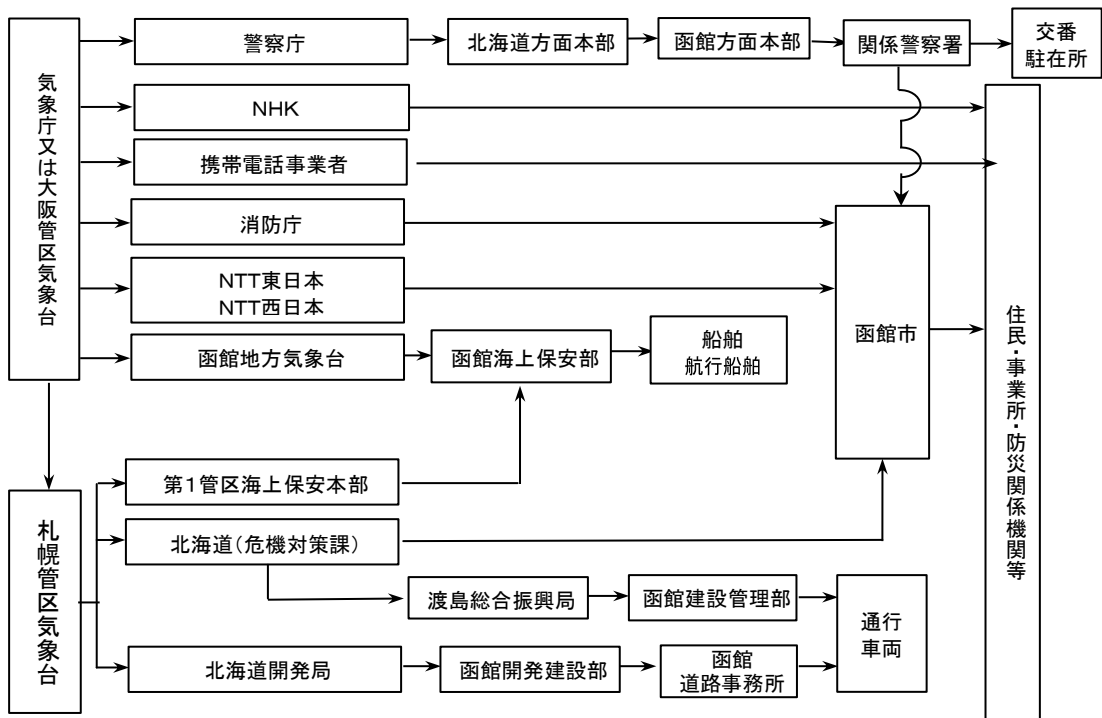 気象庁又は大阪管区気象台
警察庁
北海道方面本部
函館方面本部
関係警察署
交番
駐在所
NHK
携帯電話事業者
消防庁
NTT東日本
NTT西日本
函館地方気象台
函館海上保安部
船舶
航行船舶
函館市
住民・事業所・防災関係機関等
札幌管区気象台
第1管区海上保安本部
北海道(危機対策課)
渡島総合振興局
函館建設管理部
通行
車両
北海道開発局
函館開発建設部
函館
道路事務所